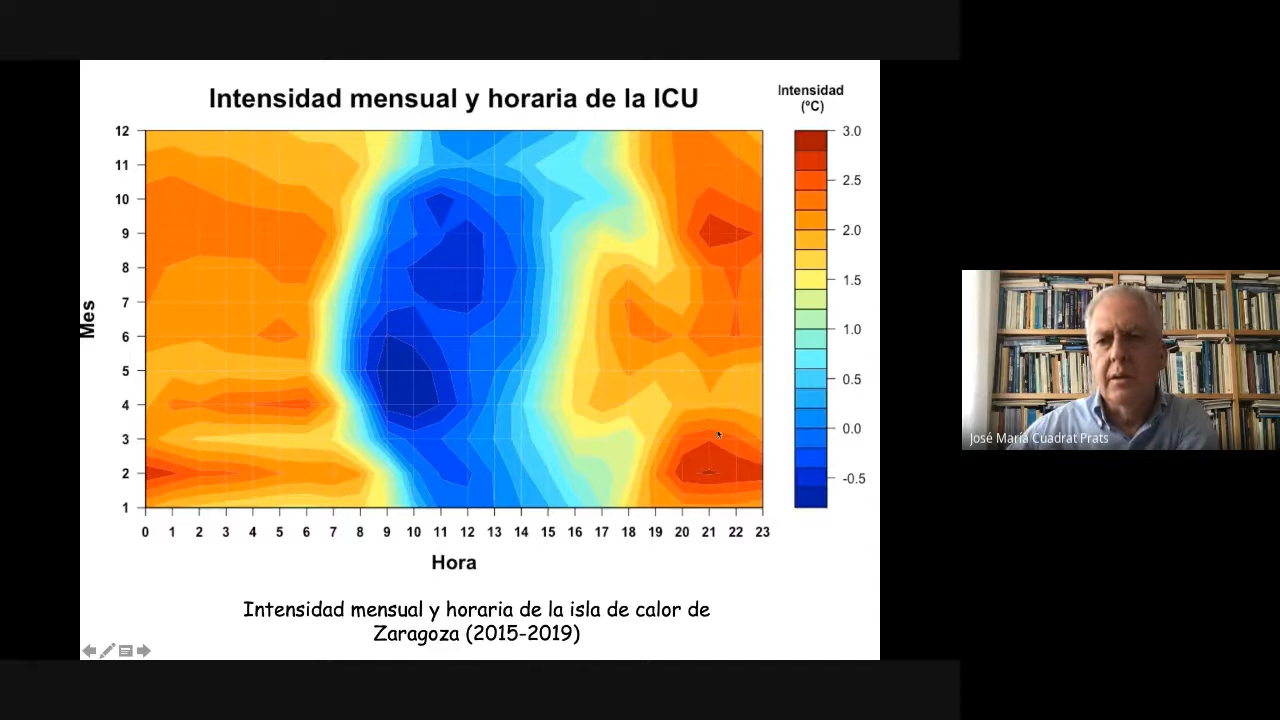 Intensidad mensual y horaria de la ICU
Intensidad
(ºC)
12
11
10
9
8
7
6
5
4
3
2
1
Mes
0 1 2 3 4 5 6 7 8 9 10 11 12 13 14 15 16 17 18 19 20 21 22 23
Hora
3.0
2.5
2.0
1.5
1.0
0.5
0.0
-0.5
Intensidad mensual y horaria de la isla de calor de
Zaragoza (2015-2019)
José María Cuadrat Prats